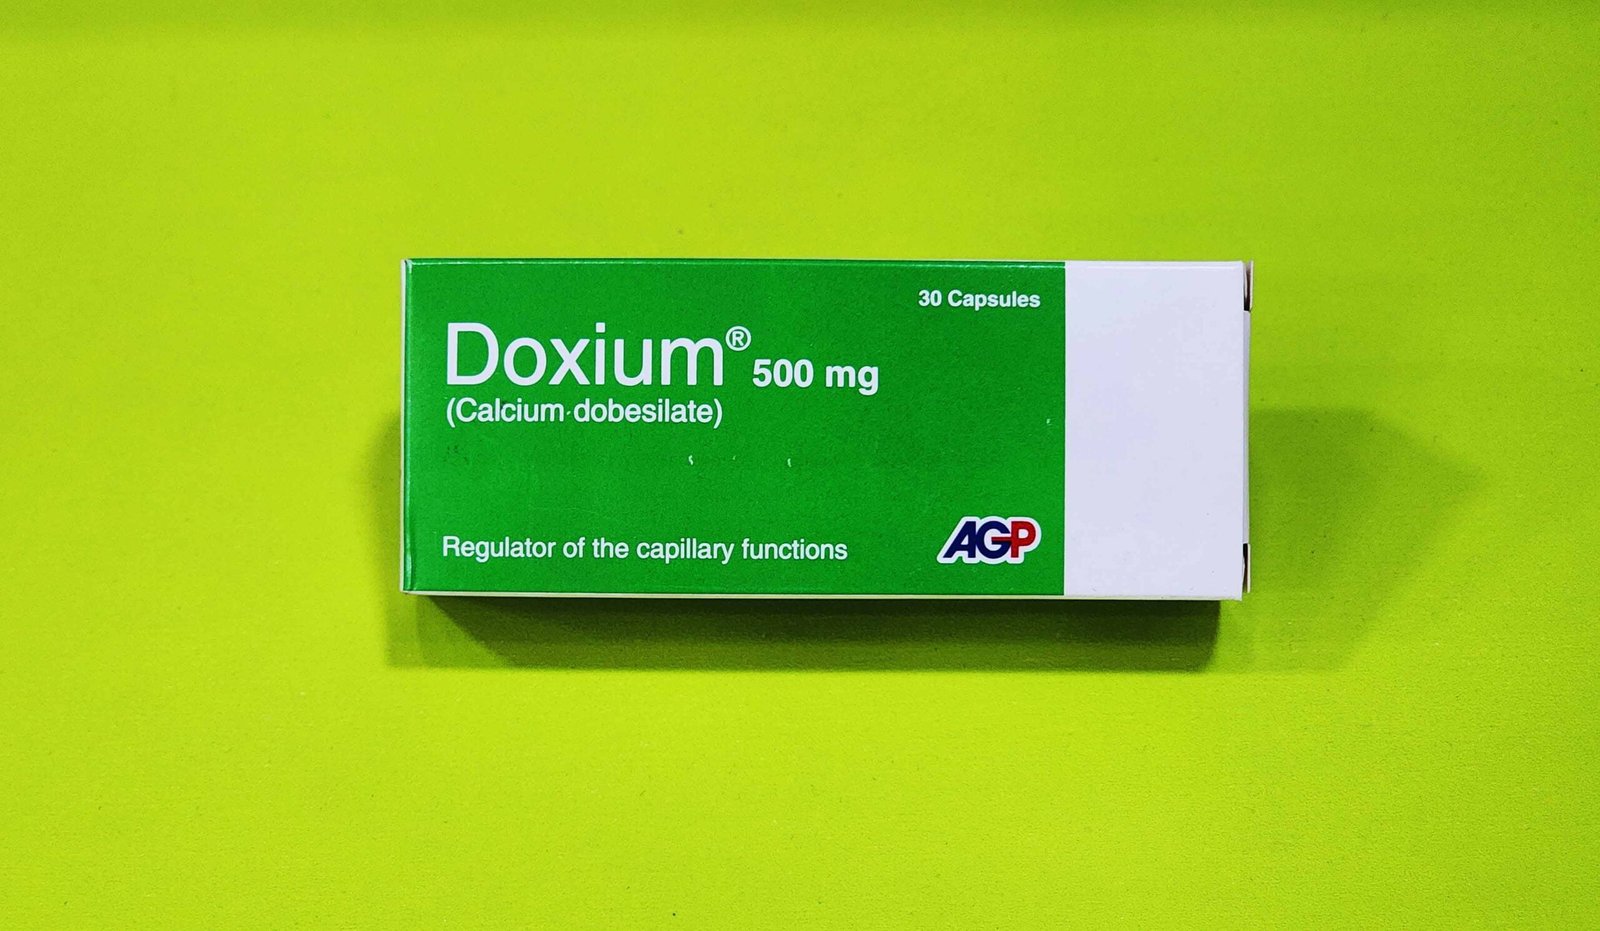 30 Capsules
Doxium® 500 mg
(Calcium dobesilate)
Regulator of the capillary functions
AGP